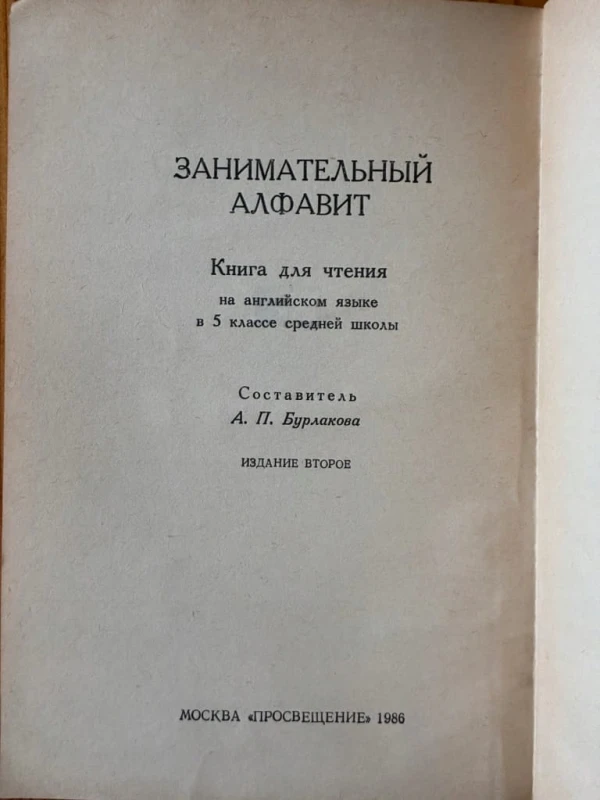 ЗАНИМАТЕЛЬНЫЙ
АЛФАВИТ
Книга для чтения
на английском языке
в 5 классе средней школы
Составитель
А. П. Бурлакова
ИЗДАНИЕ ВТОРОЕ
МОСКВА «ПРОСВЕЩЕНИЕ» 1986